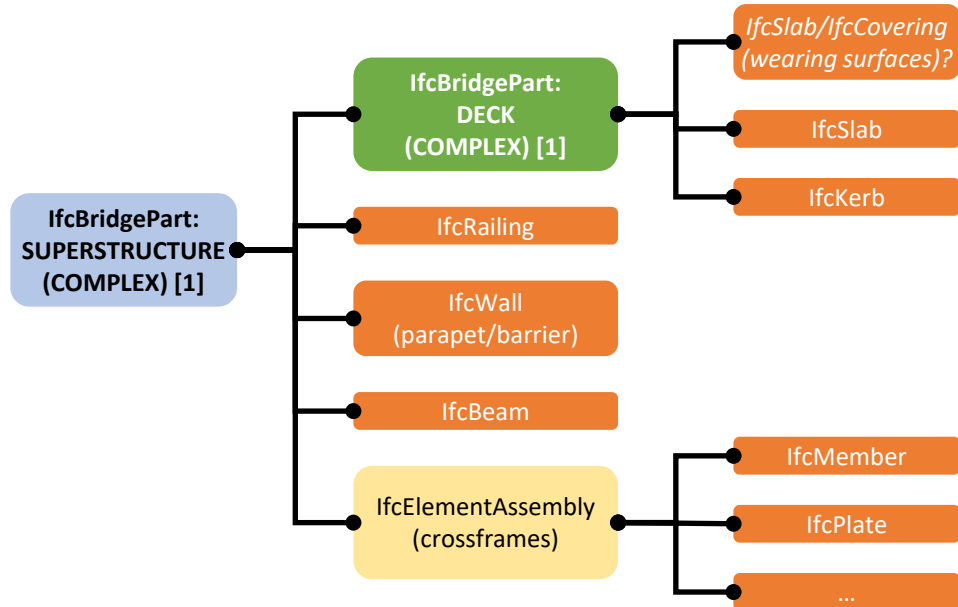 IfcBridgePart:
SUPERSTRUCTURE
(COMPLEX) [1]
IfcBridgePart:
DECK
(COMPLEX) [1]
IfcRailing
IfcWall
(parapet/barrier)
IfcBeam
IfcElementAssembly
(crossframes)
IfcSlab/IfcCovering
(wearing surfaces)?
IfcSlab
IfcKerb
IfcMember
IfcPlate
...